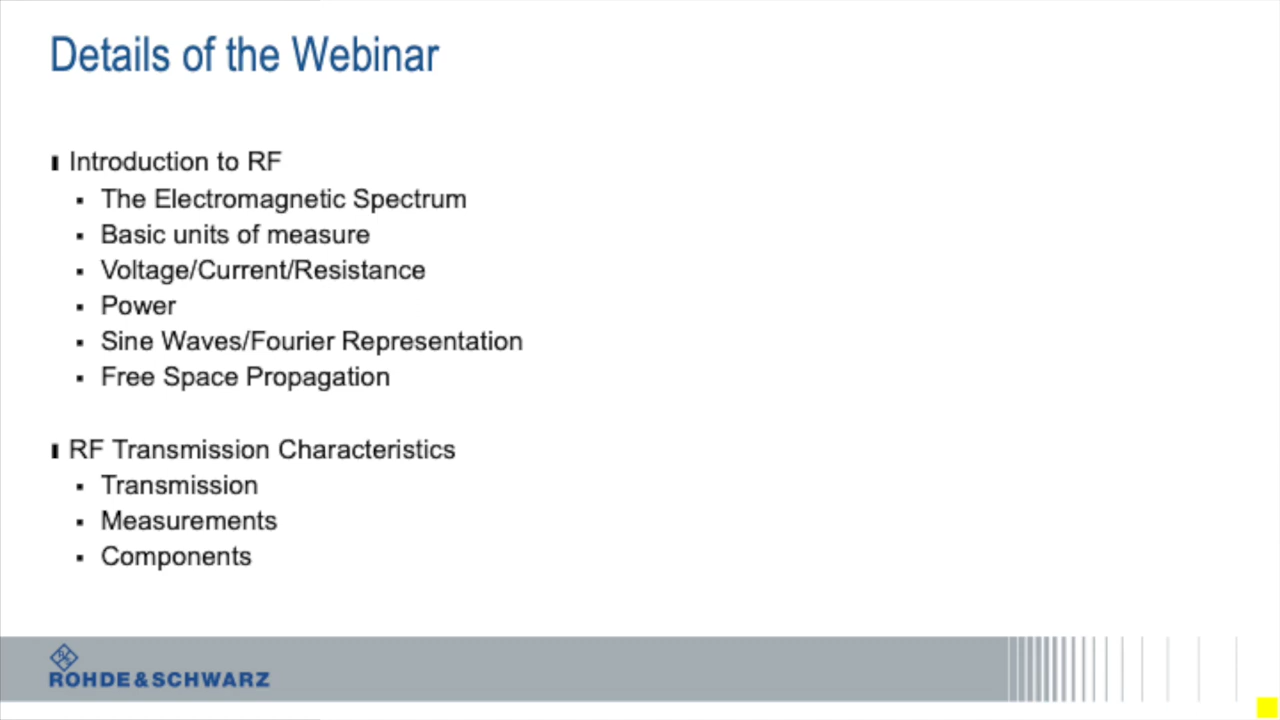 Details of the Webinar
Introduction to RF
The Electromagnetic Spectrum
Basic units of measure
Voltage/Current/Resistance
Power
Sine Waves/Fourier Representation
Free Space Propagation
RF Transmission Characteristics
Transmission
Measurements
Components
ROHDE&SCHWARZ